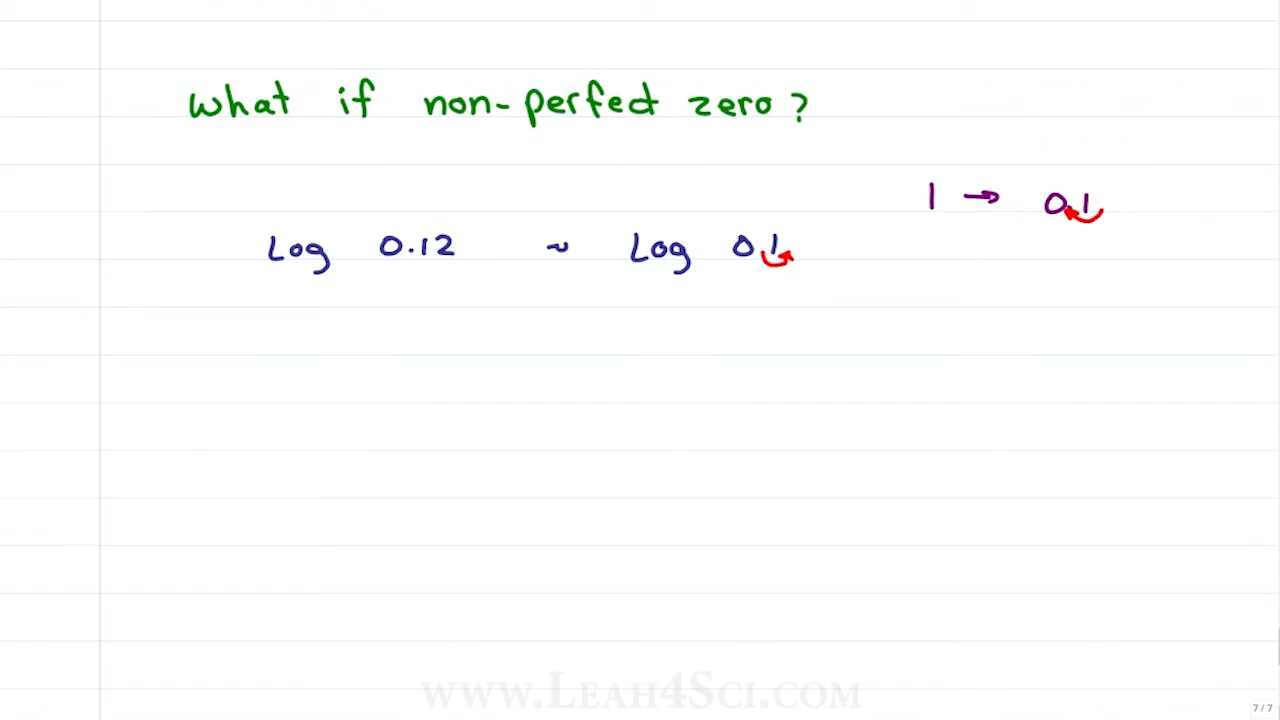 what if non-perfect zero?
1 → 0.1
Log 0.12 ~ Log 0.1
www.Leah4Sci.com
7 / 7